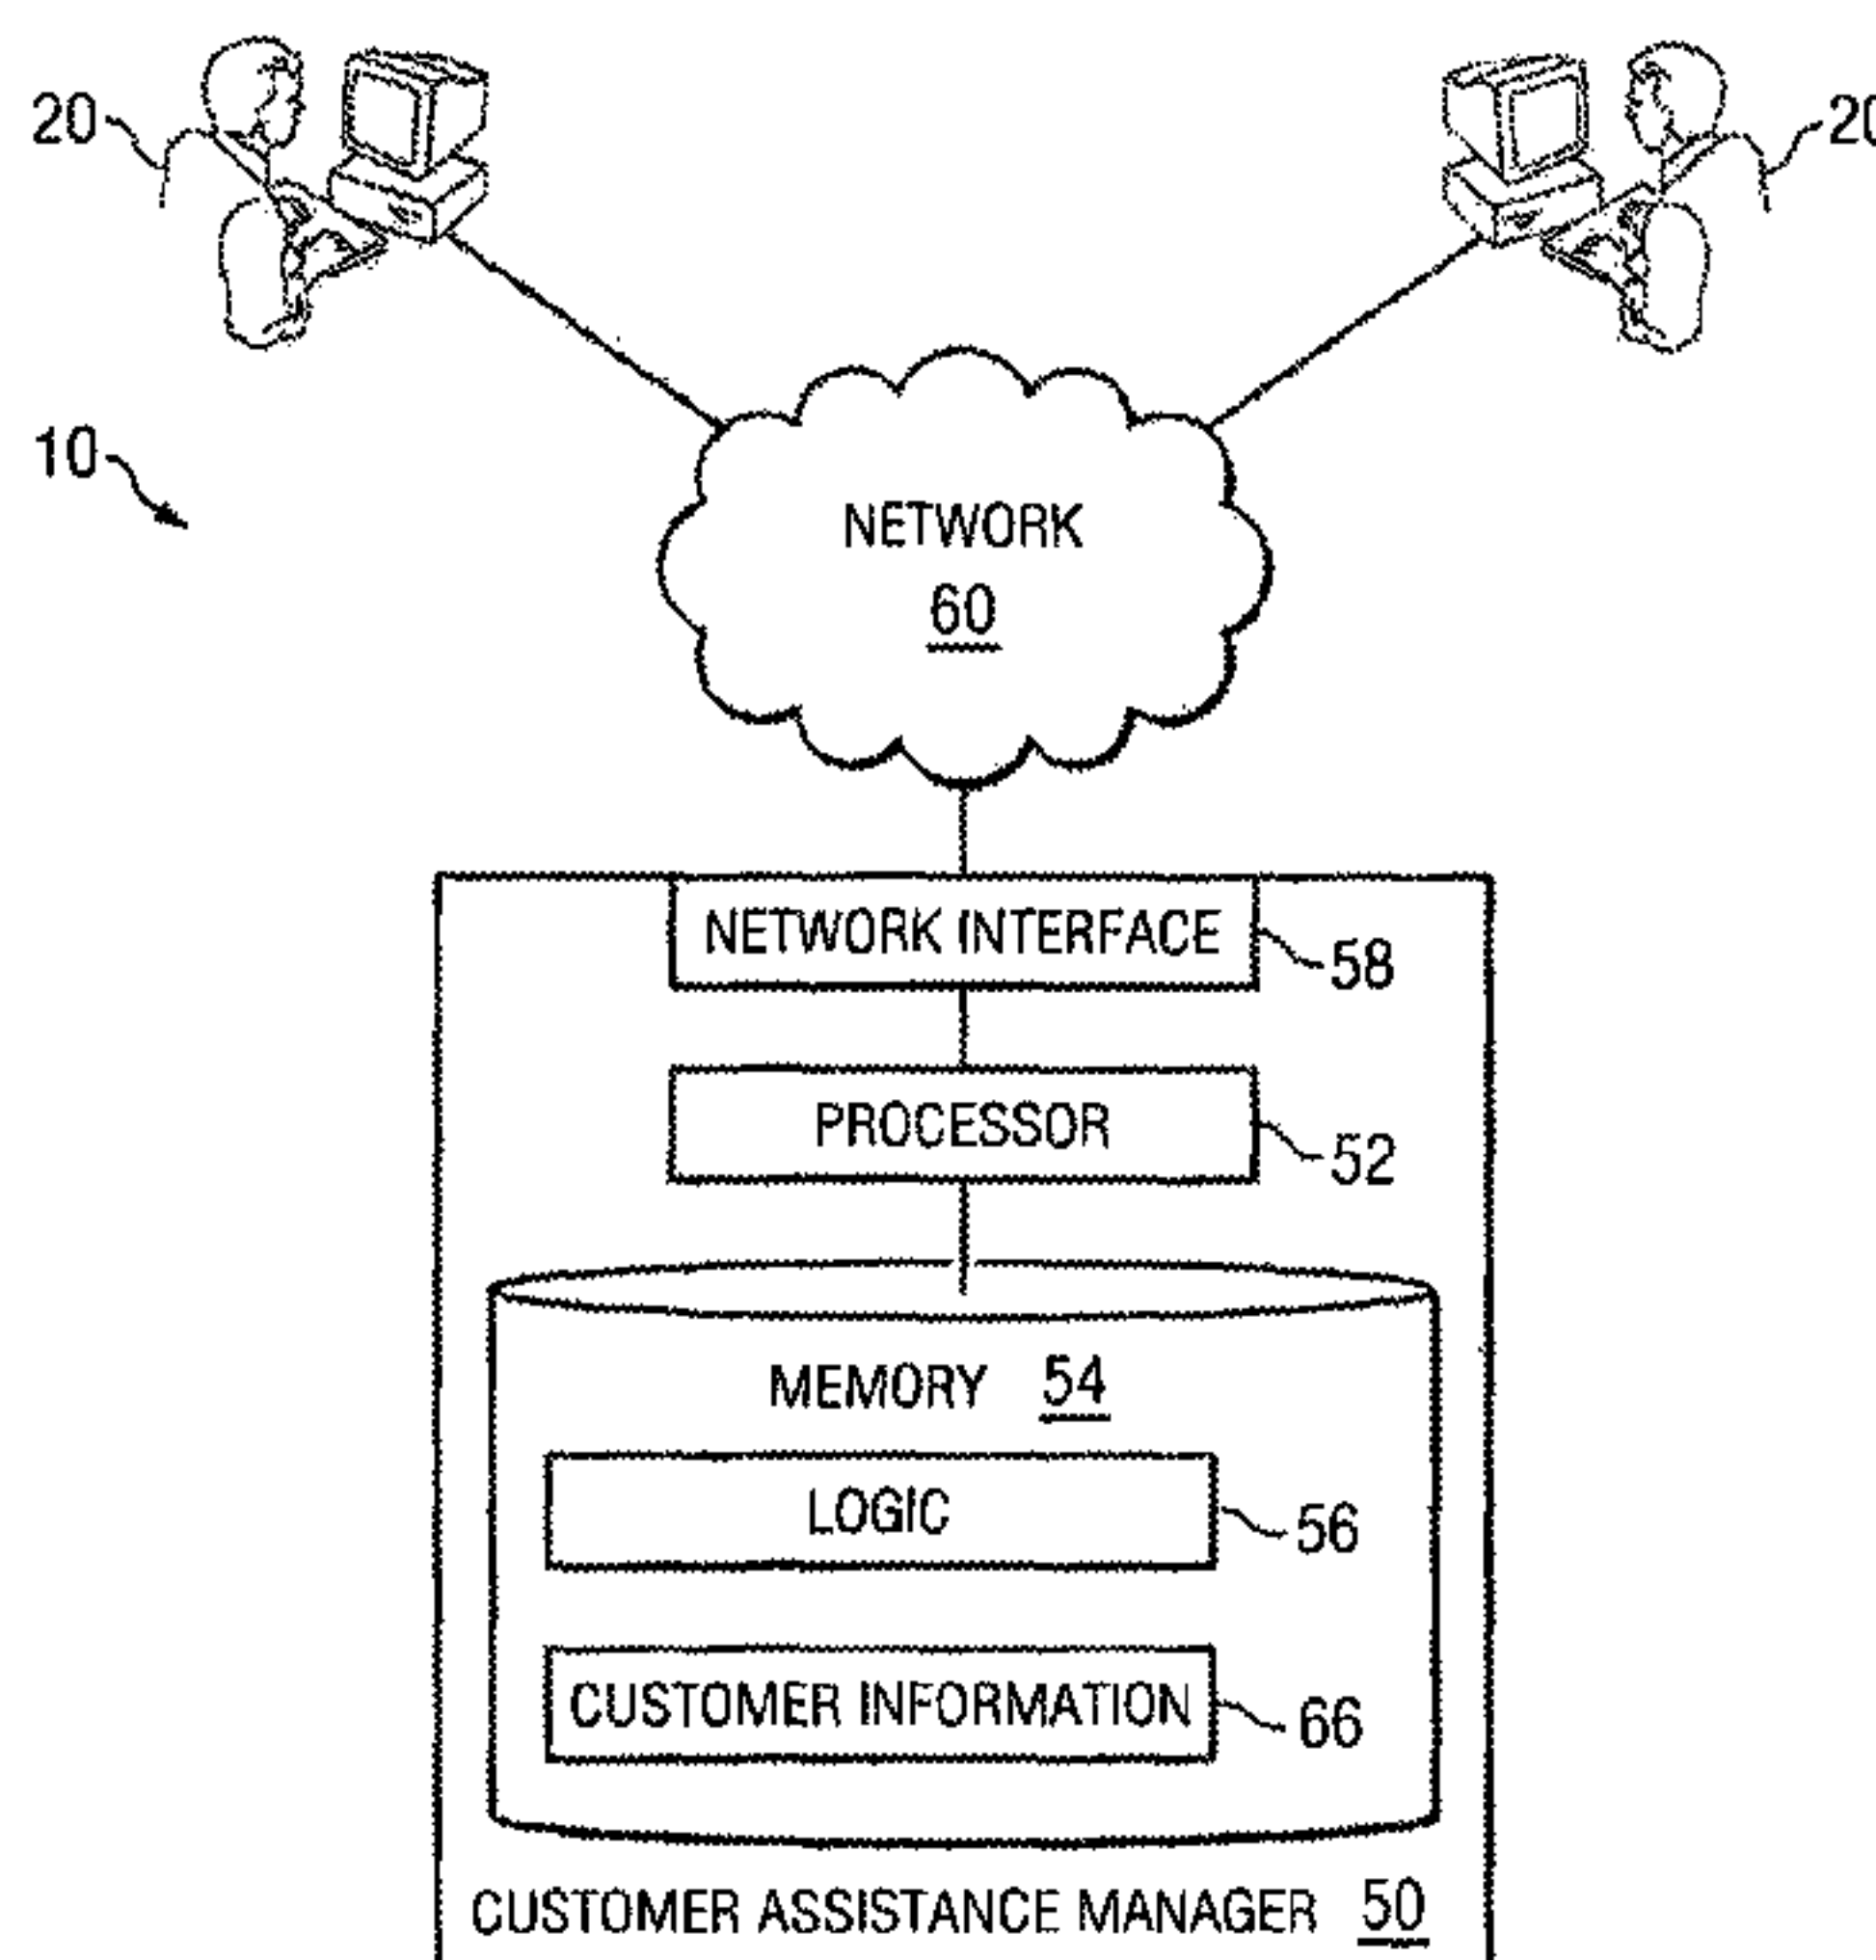 20
20
10
NETWORK
60
NETWORK INTERFACE
58
PROCESSOR
52
MEMORY 54
LOGIC
56
CUSTOMER INFORMATION
66
CUSTOMER ASSISTANCE MANAGER 50